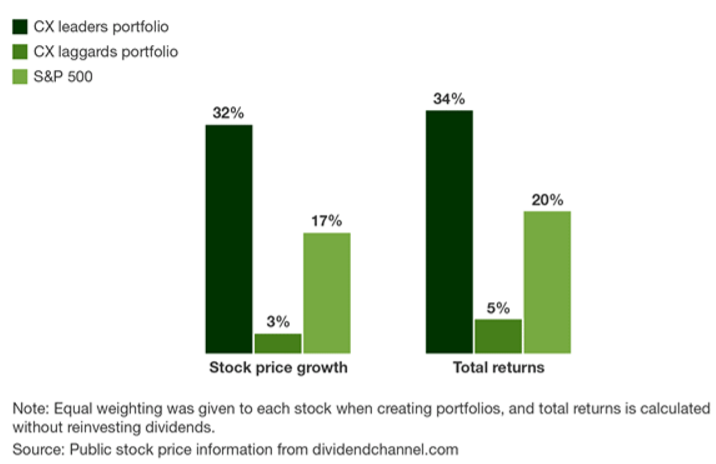 CX leaders portfolio
CX laggards portfolio
S&P 500
32%
3%
17%
34%
5%
20%
Stock price growth
Total returns
Note: Equal weighting was given to each stock when creating portfolios, and total returns is calculated
without reinvesting dividends.
Source: Public stock price information from dividendchannel.com